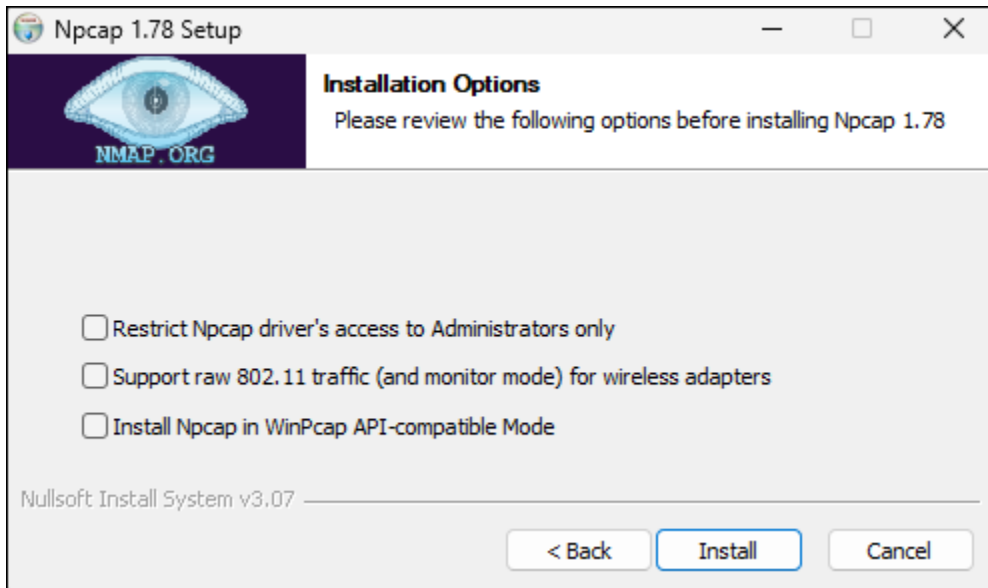 Npcap 1.78 Setup
NMAP.ORG
Installation Options
Please review the following options before installing Npcap 1.78
Restrict Npcap driver's access to Administrators only
Support raw 802.11 traffic (and monitor mode) for wireless adapters
Install Npcap in WinPcap API-compatible Mode
Nullsoft Install System v3.07
< Back
Install
Cancel